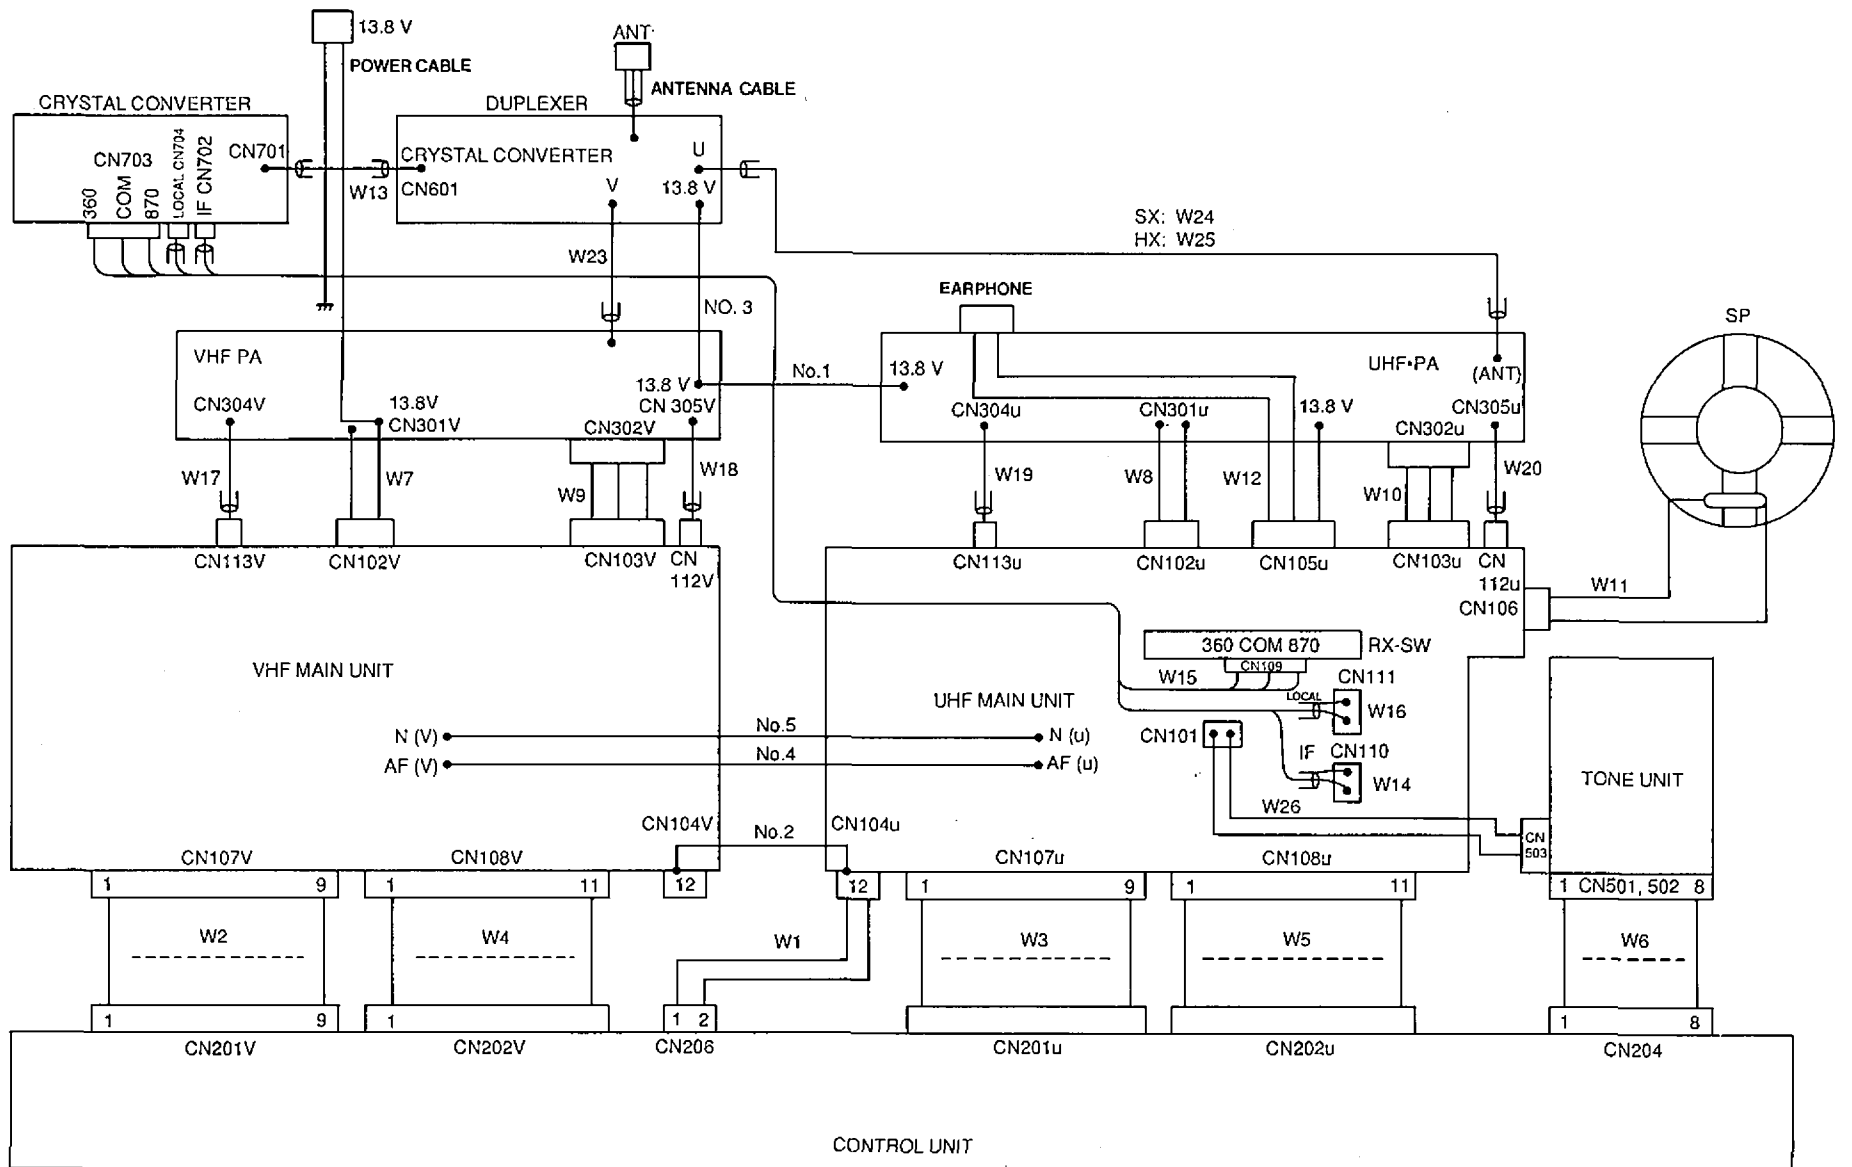 13.8 V
ANT
POWER CABLE
ANTENNA CABLE
CRYSTAL CONVERTER
DUPLEXER
CN703
360
COM
870
LOCAL CN704
IF CN702
CN701
W13
CRYSTAL CONVERTER
CN601
U
V
13.8 V
SX: W24
HX: W25
W23
NO. 3
EARPHONE
SP
VHF PA
13.8 V
CN 305V
CN304V
13.8V
CN301V
CN302V
No.1
13.8 V
UHF•PA
(ANT)
CN304u
CN301u
13.8 V
CN305u
CN302u
W17
W7
W9
W18
W19
W8
W12
W10
W20
CN113V
CN102V
CN103V
CN
112V
CN113u
CN102u
CN105u
CN103u
CN
112u
CN106
W11
VHF MAIN UNIT
UHF MAIN UNIT
360 COM 870
RX-SW
CN109
W15
LOCAL
CN111
W16
CN101
IF
CN110
W14
W26
N (V)
No.5
N (u)
AF (V)
No.4
AF (u)
TONE UNIT
CN
503
CN104V
No.2
CN104u
CN107V
CN108V
CN107u
CN108u
1 9
1 11
12
12
1 9
1 11
1 CN501, 502 8
W2
W4
W1
W3
W5
W6
1 9
1
1 2
1 8
CN201V
CN202V
CN206
CN201u
CN202u
CN204
CONTROL UNIT